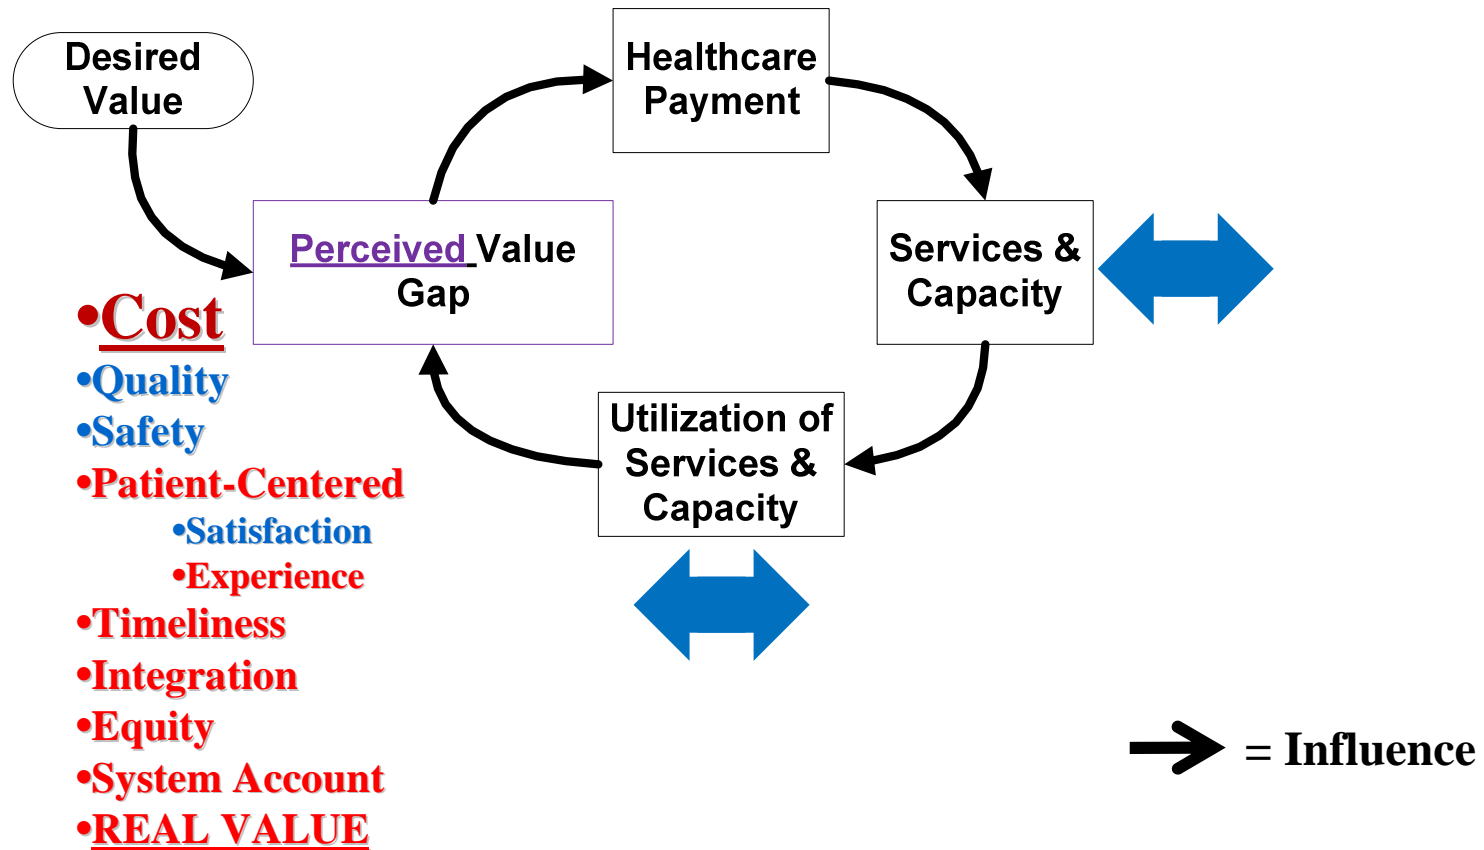 Desired
Value
Healthcare
Payment
Perceived Value
Gap
Services &
Capacity
Utilization of
Services &
Capacity
•Cost
•Quality
•Safety
•Patient-Centered
•Satisfaction
•Experience
•Timeliness
•Integration
•Equity
•System Account
•REAL VALUE
= Influence